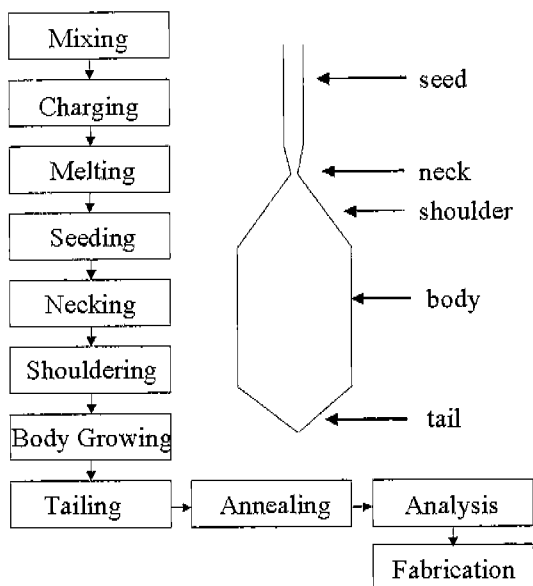 Mixing
Charging
Melting
Seeding
Necking
Shouldering
Body Growing
Tailing
Annealing
Analysis
Fabrication
seed
neck
shoulder
body
tail